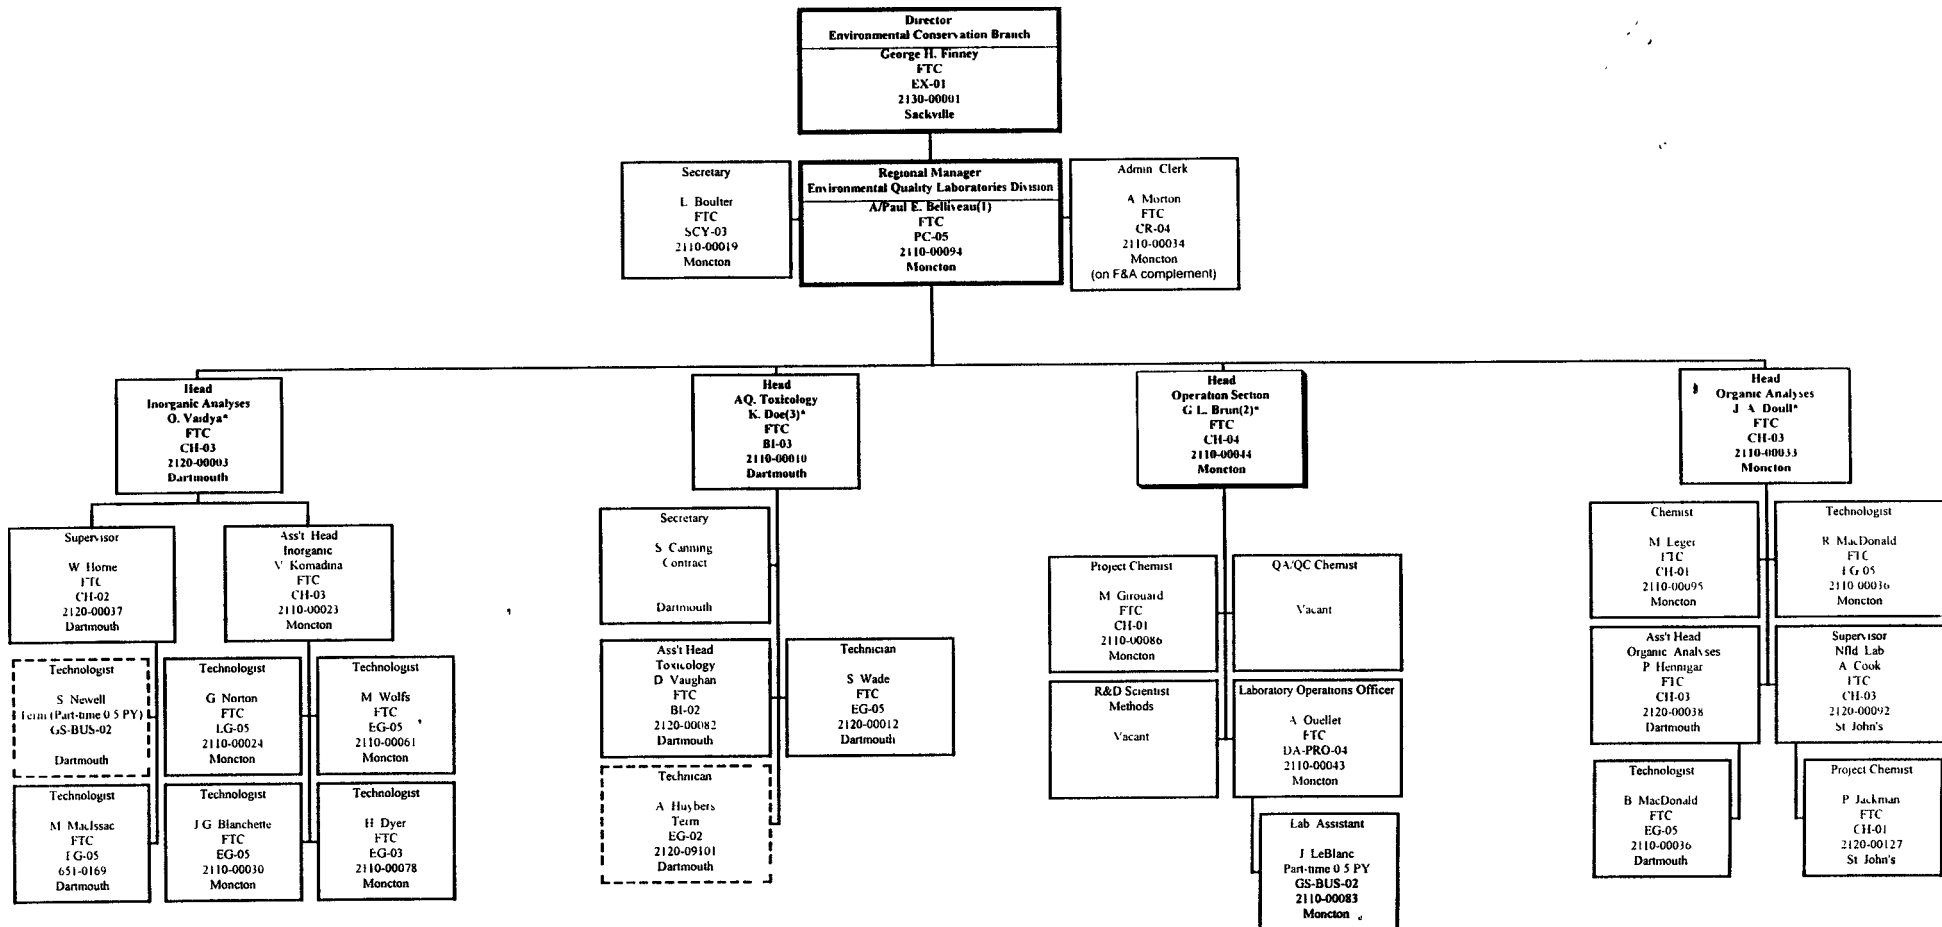 Director
Environmental Conservation Branch
George H. Finney
FTC
EX-01
2130-00001
Sackville
Secretary
L Boulter
FTC
SCY-03
2110-00019
Moncton
Regional Manager
Environmental Quality Laboratories Division
A/Paul E. Belliveau(1)
FTC
PC-05
2110-00094
Moncton
Admin Clerk
A Morton
FTC
CR-04
2110-00034
Moncton
(on F&A complement)
Head
Inorganic Analyses
O. Vaidya*
FTC
CH-03
2120-00003
Dartmouth
Head
AQ. Toxicology
K. Doe(3)*
FTC
BI-03
2110-00010
Dartmouth
Head
Operation Section
G L. Brun(2)*
FTC
CH-04
2110-00044
Moncton
Head
Organic Analyses
J A Doull*
FTC
CH-03
2110-00033
Moncton
Supervisor
W Horne
FTC
CH-02
2120-00037
Dartmouth
Ass't Head
Inorganic
V Komadina
FTC
CH-03
2110-00023
Moncton
Technologist
S Newell
Term (Part-time 0 5 PY)
GS-BUS-02
Dartmouth
Technologist
G Norton
FTC
EG-05
2110-00024
Moncton
Technologist
M Wolfs
FTC
EG-05
2110-00061
Moncton
Technologist
M MacIssac
FTC
EG-05
651-0169
Dartmouth
Technologist
J G Blanchette
FTC
EG-05
2110-00030
Moncton
Technologist
H Dyer
FTC
EG-03
2110-00078
Moncton
Secretary
S Canning
Contract
Dartmouth
Ass't Head
Toxicology
D Vaughan
FTC
BI-02
2120-00082
Dartmouth
Technician
S Wade
FTC
EG-05
2120-00012
Dartmouth
Technican
A Huybers
Term
EG-02
2120-09101
Dartmouth
Project Chemist
M Girouard
FTC
CH-01
2110-00086
Moncton
QA/QC Chemist
Vacant
R&D Scientist
Methods
Vacant
Laboratory Operations Officer
A Ouellet
FTC
DA-PRO-04
2110-00043
Moncton
Lab Assistant
J LeBlanc
Part-time 0 5 PY
GS-BUS-02
2110-00083
Moncton
Chemist
M Leger
FTC
CH-01
2110-00095
Moncton
Technologist
R MacDonald
FTC
EG-05
2110-00036
Moncton
Ass't Head
Organic Analyses
P Hennigar
FTC
CH-03
2120-00038
Dartmouth
Supervisor
Nfld Lab
A Cook
FTC
CH-03
2120-00092
St John's
Technologist
B MacDonald
FTC
EG-05
2110-00036
Dartmouth
Project Chemist
P Jackman
FTC
CH-01
2120-00127
St John's